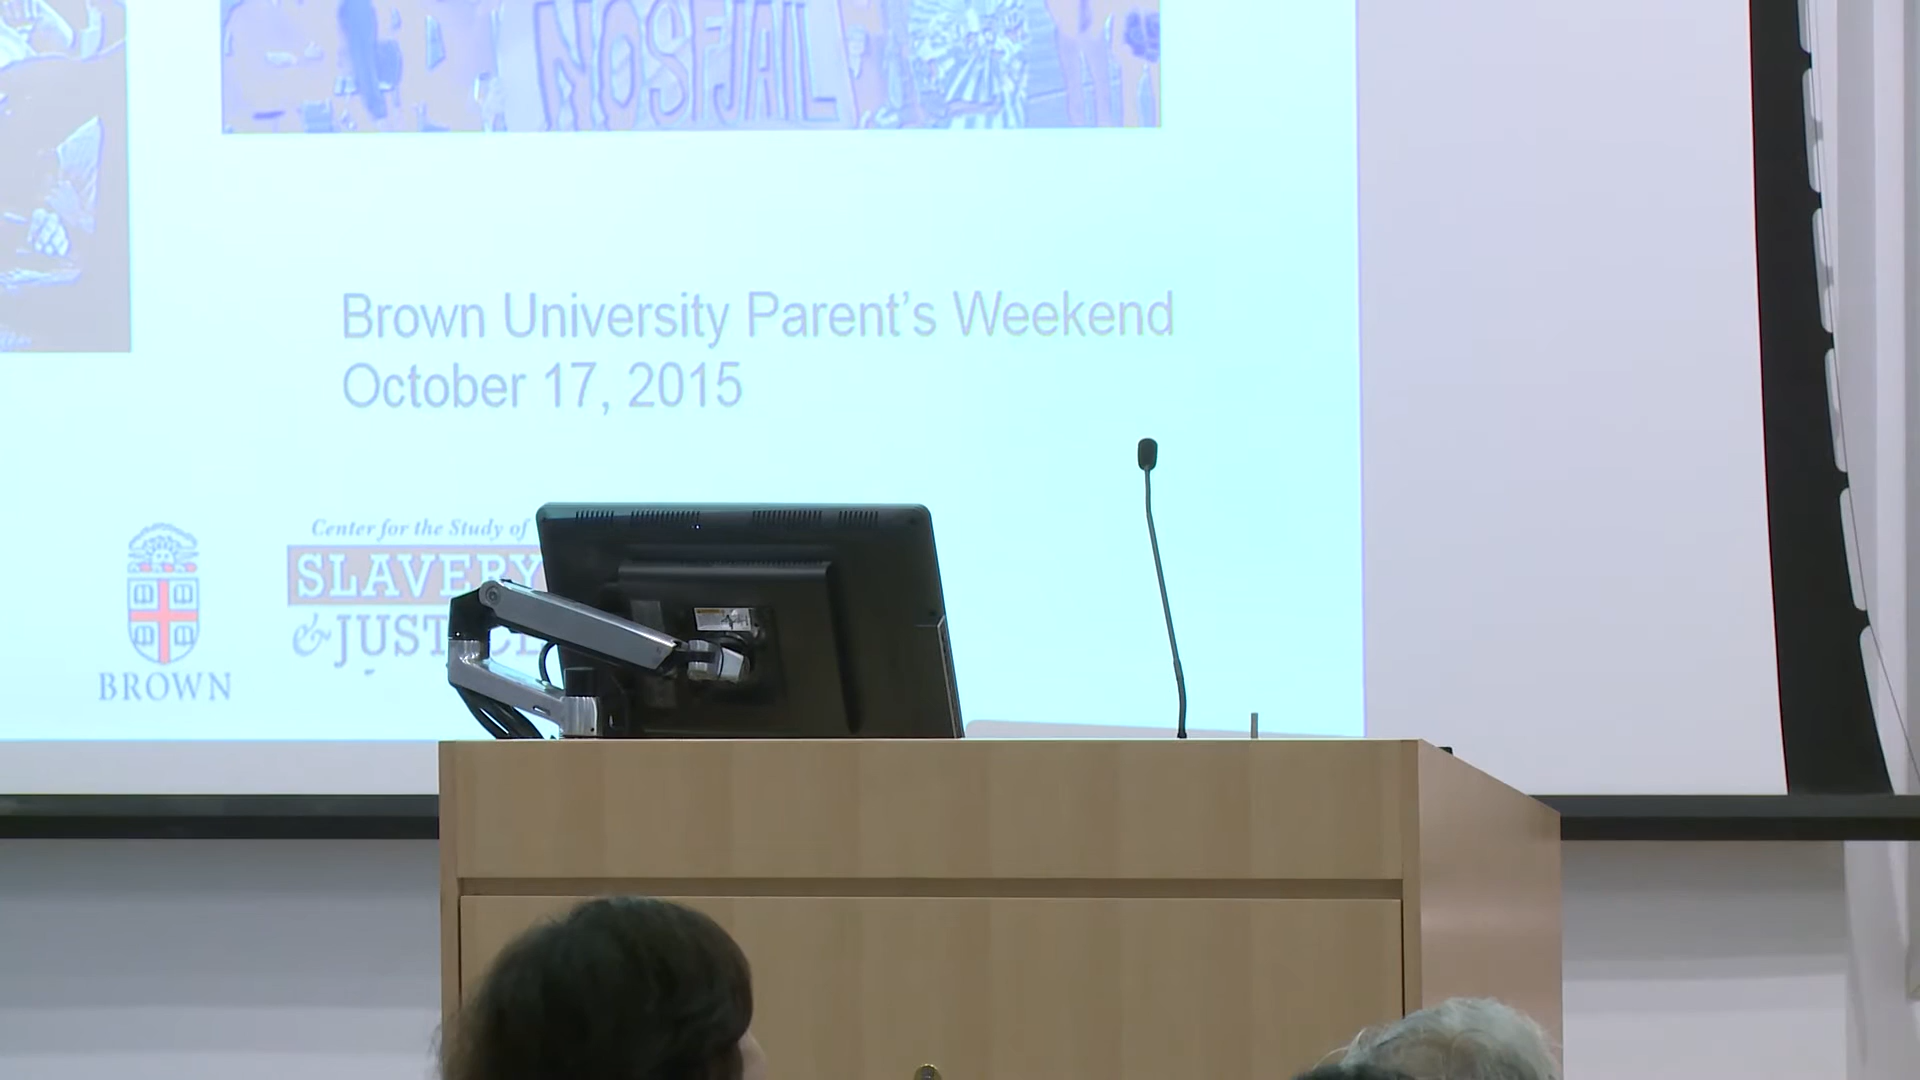 NOSFJAIL
Brown University Parent’s Weekend
October 17, 2015
Center for the Study of
SLAVERY
& JUSTICE
BROWN